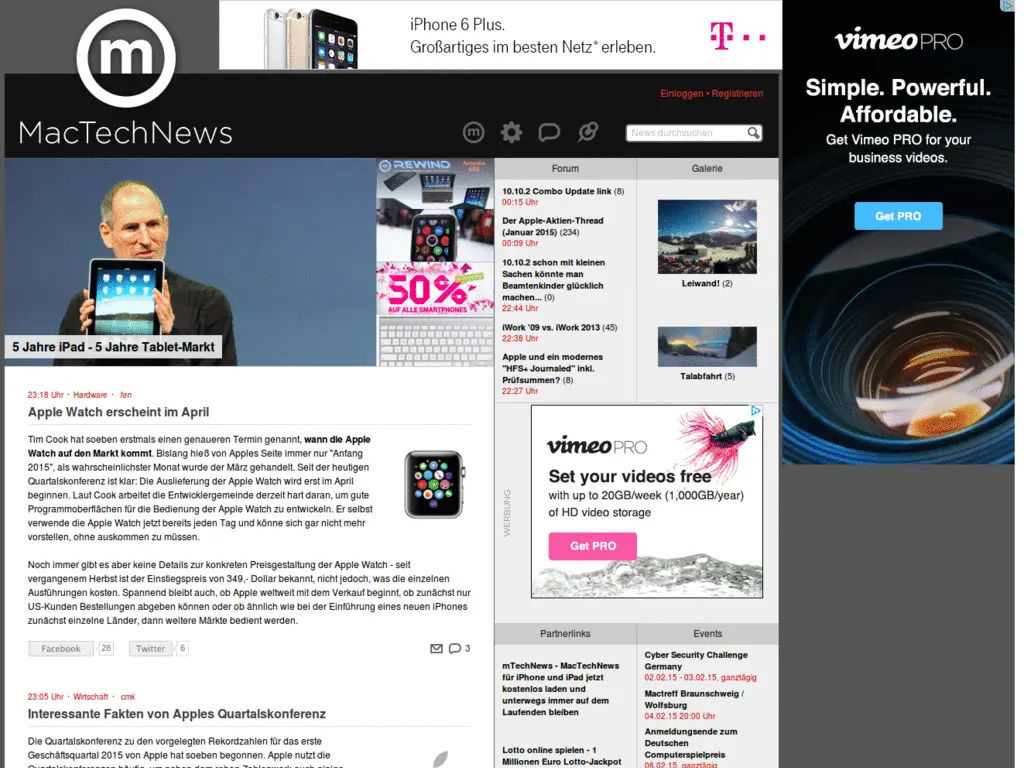 iPhone 6 Plus.
Großartiges im besten Netz* erleben.
T
vimeo PRO
Simple. Powerful.
Affordable.
Get Vimeo PRO for your
business videos.
Get PRO
m
MacTechNews
Einloggen • Registrieren
m
News durchsuchen
5 Jahre iPad - 5 Jahre Tablet-Markt
REWIND
50%
AUF ALLE SMARTPHONES
Forum
10.10.2 Combo Update link (8)
00:15 Uhr
Der Apple-Aktien-Thread
(Januar 2015) (234)
00:09 Uhr
10.10.2 schon mit kleinen
Sachen könnte man
Beamtenkinder glücklich
machen... (0)
22:44 Uhr
iWork '09 vs. iWork 2013 (45)
22:38 Uhr
Apple und ein modernes
"HFS+ Journaled" inkl.
Prüfsummen? (8)
22:27 Uhr
Galerie
Leiwand! (2)
Talabfahrt (5)
23:18 Uhr · Hardware · fen
Apple Watch erscheint im April
Tim Cook hat soeben erstmals einen genaueren Termin genannt, wann die Apple
Watch auf den Markt kommt. Bislang hieß von Apples Seite immer nur "Anfang
2015", als wahrscheinlichster Monat wurde der März gehandelt. Seit der heutigen
Quartalskonferenz ist klar: Die Auslieferung der Apple Watch wird erst im April
beginnen. Laut Cook arbeitet die Entwicklergemeinde derzeit hart daran, um gute
Programmoberflächen für die Bedienung der Apple Watch zu entwickeln. Er selbst
verwende die Apple Watch jetzt bereits jeden Tag und könne sich gar nicht mehr
vorstellen, ohne auskommen zu müssen.
Noch immer gibt es aber keine Details zur konkreten Preisgestaltung der Apple Watch - seit
vergangenem Herbst ist der Einstiegspreis von 349,- Dollar bekannt, nicht jedoch, was die einzelnen
Ausführungen kosten. Spannend bleibt auch, ob Apple weltweit mit dem Verkauf beginnt, ob zunächst nur
US-Kunden Bestellungen abgeben können oder ob ähnlich wie bei der Einführung eines neuen iPhones
zunächst einzelne Länder, dann weitere Märkte bedient werden.
Facebook 28 Twitter 6 3
23:05 Uhr · Wirtschaft · cmk
Interessante Fakten von Apples Quartalskonferenz
Die Quartalskonferenz zu den vorgelegten Rekordzahlen für das erste
Geschäftsquartal 2015 von Apple hat soeben begonnen. Apple nutzt die
Quartalskonferenzen häufig, um neben dem reinen Zahlenwerk auch einige
WERBUNG
vimeo PRO
Set your videos free
with up to 20GB/week (1,000GB/year)
of HD video storage
Get PRO
Partnerlinks
mTechNews - MacTechNews
für iPhone und iPad jetzt
kostenlos laden und
unterwegs immer auf dem
Laufenden bleiben
Lotto online spielen - 1
Millionen Euro Lotto-Jackpot
Events
Cyber Security Challenge
Germany
02.02.15 - 03.02.15, ganztägig
Mactreff Braunschweig /
Wolfsburg
04.02.15 20:00 Uhr
Anmeldungsende zum
Deutschen
Computerspielpreis
08.02.15, ganztägig